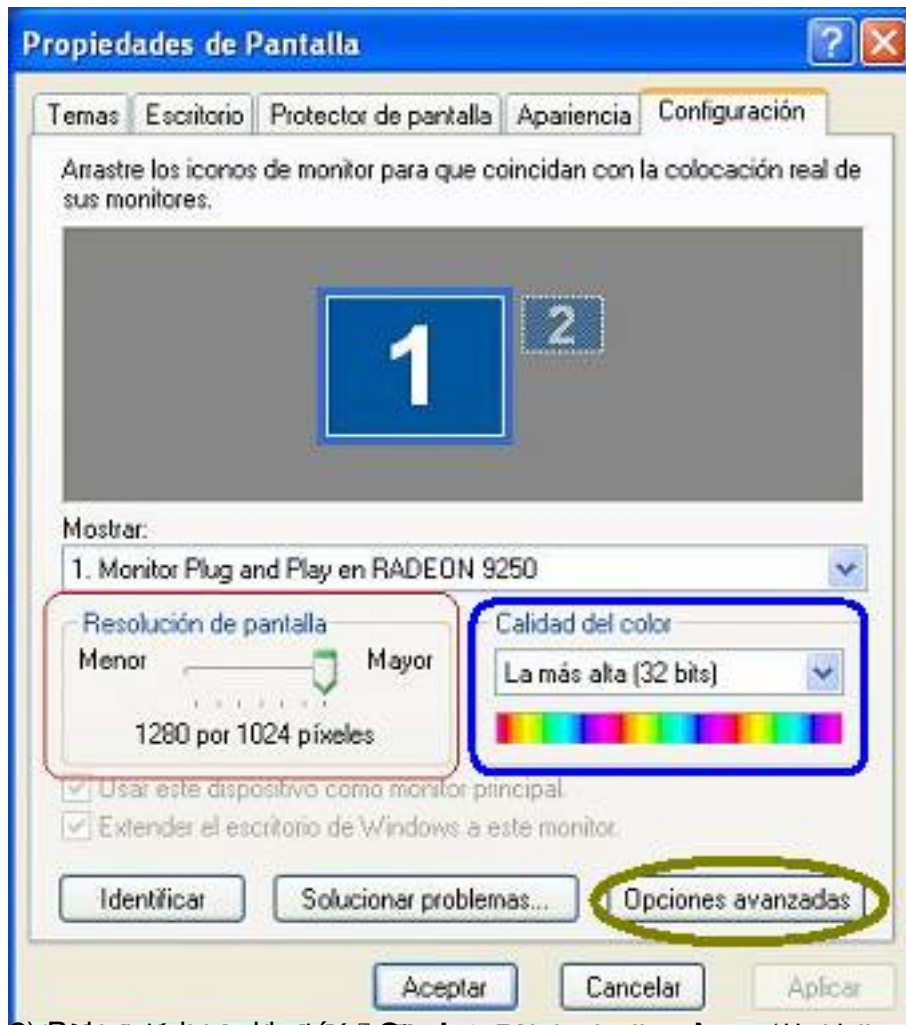 Propiedades de Pantalla
Temas Escritorio Protector de pantalla Apariencia Configuración
Arrastre los iconos de monitor para que coincidan con la colocación real de
sus monitores.
1 2
Mostrar:
1. Monitor Plug and Play en RADEON 9250
Resolución de pantalla
Menor Mayor
1280 por 1024 píxeles
Calidad del color
La más alta (32 bits)
Usar este dispositivo como monitor principal.
Extender el escritorio de Windows a este monitor.
Identificar Solucionar problemas... Opciones avanzadas
Aceptar Cancelar Aplicar